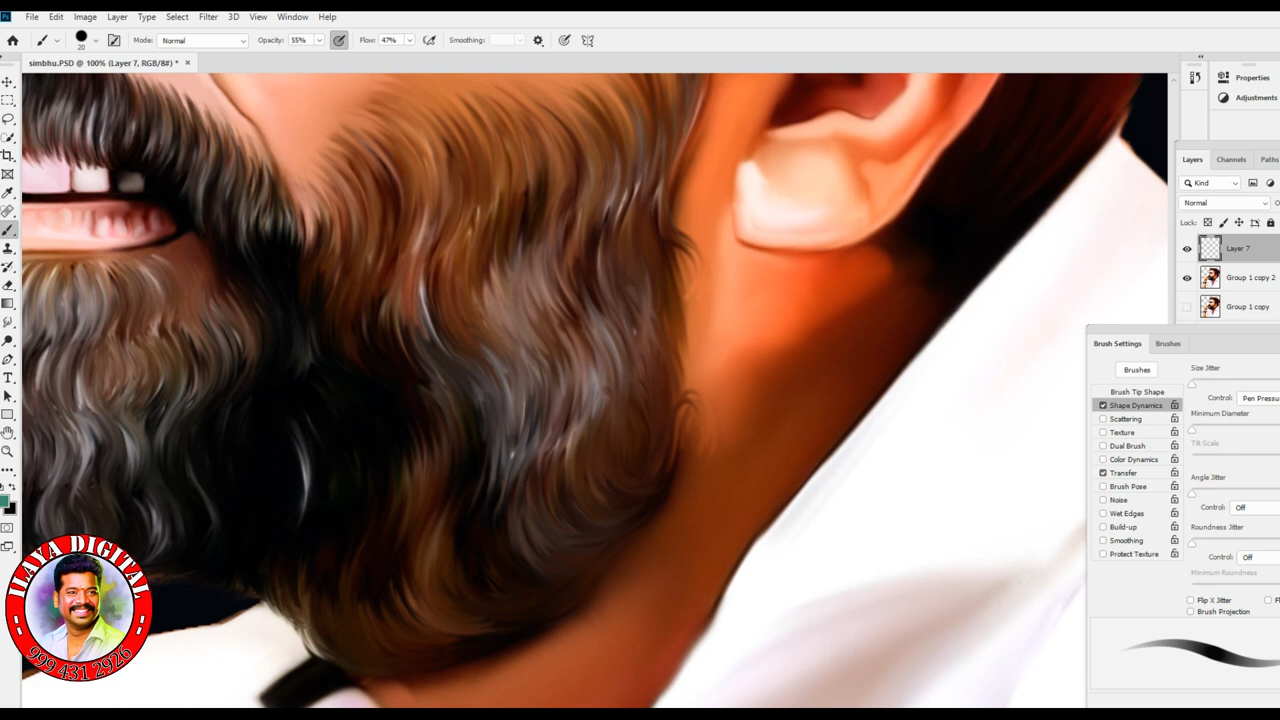 File Edit Image Layer Type Select Filter 3D View Window Help
20 Mode: Normal Opacity: 55% Flow: 47% Smoothing:
simbhu.PSD @ 100% (Layer 7, RGB/8#) * ×
Properties
Adjustments
Layers Channels Paths
Kind
Normal
Lock:
Layer 7
Group 1 copy 2
Group 1 copy
Brush Settings Brushes
Brushes
Brush Tip Shape
Shape Dynamics
Scattering
Texture
Dual Brush
Color Dynamics
Transfer
Brush Pose
Noise
Wet Edges
Build-up
Smoothing
Protect Texture
Size Jitter
Control: Pen Pressu
Minimum Diameter
Tilt Scale
Angle Jitter
Control: Off
Roundness Jitter
Control: Off
Minimum Roundness
Flip X Jitter
Brush Projection
ILAYA DIGITAL
999 431 2926